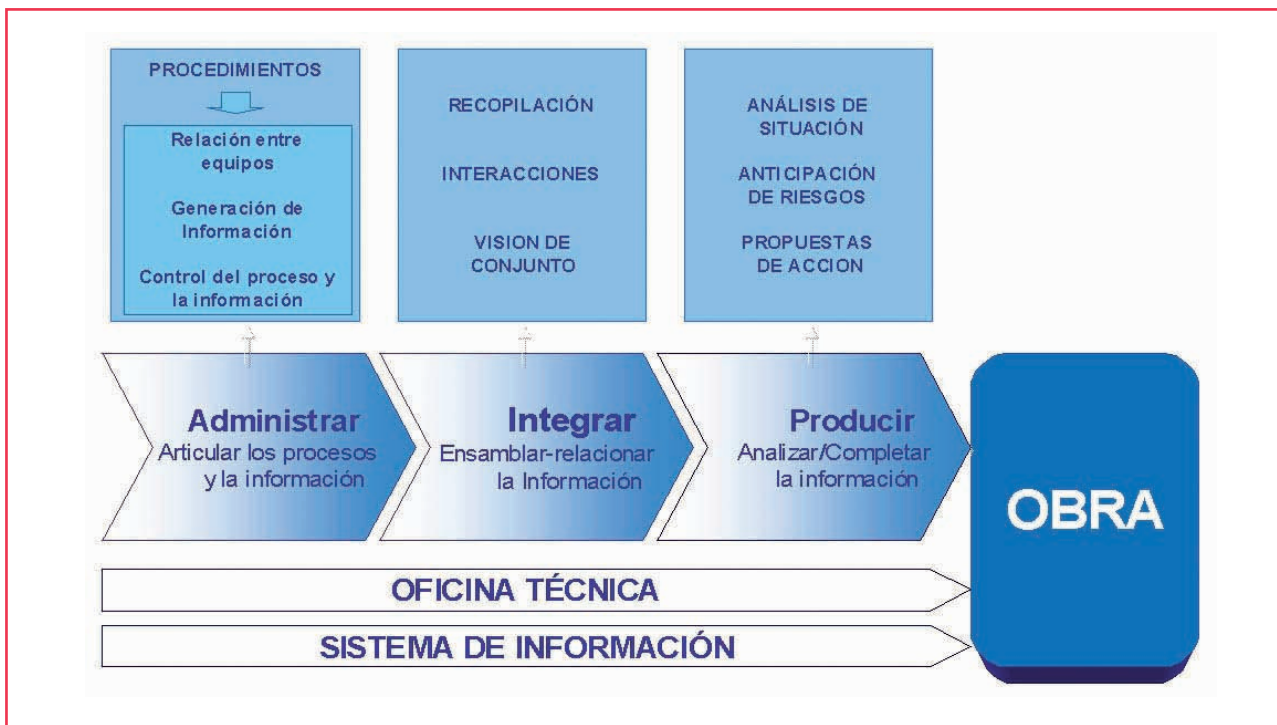 PROCEDIMIENTOS
Relación entre
equipos
Generación de
Información
Control del proceso y
la información
RECOPILACIÓN
INTERACCIONES
VISION DE
CONJUNTO
ANÁLISIS DE
SITUACIÓN
ANTICIPACIÓN
DE RIESGOS
PROPUESTAS
DE ACCION
Administrar
Articular los procesos
y la información
Integrar
Ensamblar-relacionar
la Información
Producir
Analizar/Completar
la información
OBRA
OFICINA TÉCNICA
SISTEMA DE INFORMACIÓN